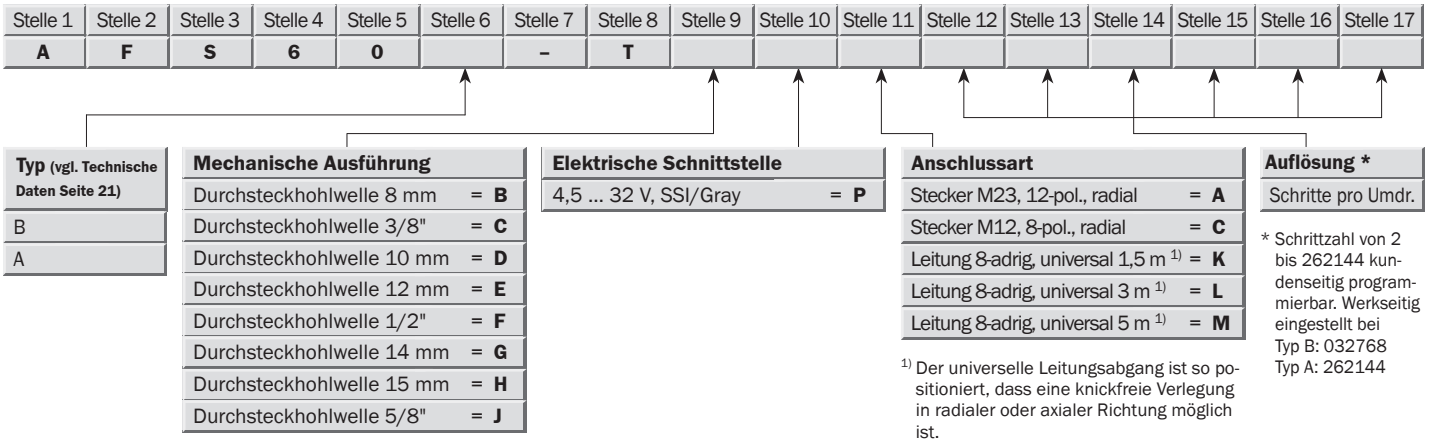 Stelle 1 Stelle 2 Stelle 3 Stelle 4 Stelle 5 Stelle 6 Stelle 7 Stelle 8 Stelle 9 Stelle 10 Stelle 11 Stelle 12 Stelle 13 Stelle 14 Stelle 15 Stelle 16 Stelle 17
A F S 6 0 – T
Typ (vgl. Technische
Daten Seite 21)
B
A
Mechanische Ausführung
Durchsteckhohlwelle 8 mm = B
Durchsteckhohlwelle 3/8" = C
Durchsteckhohlwelle 10 mm = D
Durchsteckhohlwelle 12 mm = E
Durchsteckhohlwelle 1/2" = F
Durchsteckhohlwelle 14 mm = G
Durchsteckhohlwelle 15 mm = H
Durchsteckhohlwelle 5/8" = J
Elektrische Schnittstelle
4,5 ... 32 V, SSI/Gray = P
Anschlussart
Stecker M23, 12-pol., radial = A
Stecker M12, 8-pol., radial = C
Leitung 8-adrig, universal 1,5 m 1) = K
Leitung 8-adrig, universal 3 m 1) = L
Leitung 8-adrig, universal 5 m 1) = M
1) Der universelle Leitungsabgang ist so po-
sitioniert, dass eine knickfreie Verlegung
in radialer oder axialer Richtung möglich
ist.
Auflösung *
Schritte pro Umdr.
* Schrittzahl von 2
bis 262144 kun-
denseitig program-
mierbar. Werkseitig
eingestellt bei
Typ B: 032768
Typ A: 262144